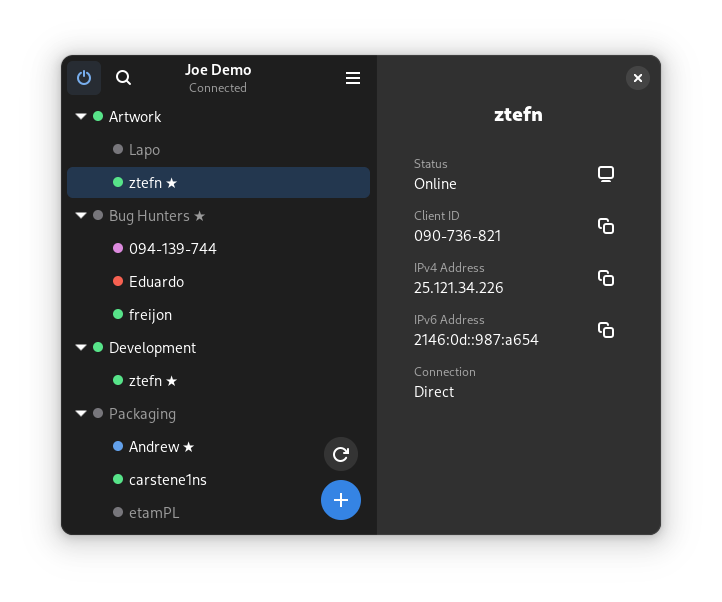 Joe Demo
Connected
Artwork
Lapo
ztefn ★
Bug Hunters ★
094-139-744
Eduardo
freijon
Development
ztefn ★
Packaging
Andrew ★
carstene1ns
etamPL
ztefn
Status
Online
Client ID
090-736-821
IPv4 Address
25.121.34.226
IPv6 Address
2146:0d::987:a654
Connection
Direct